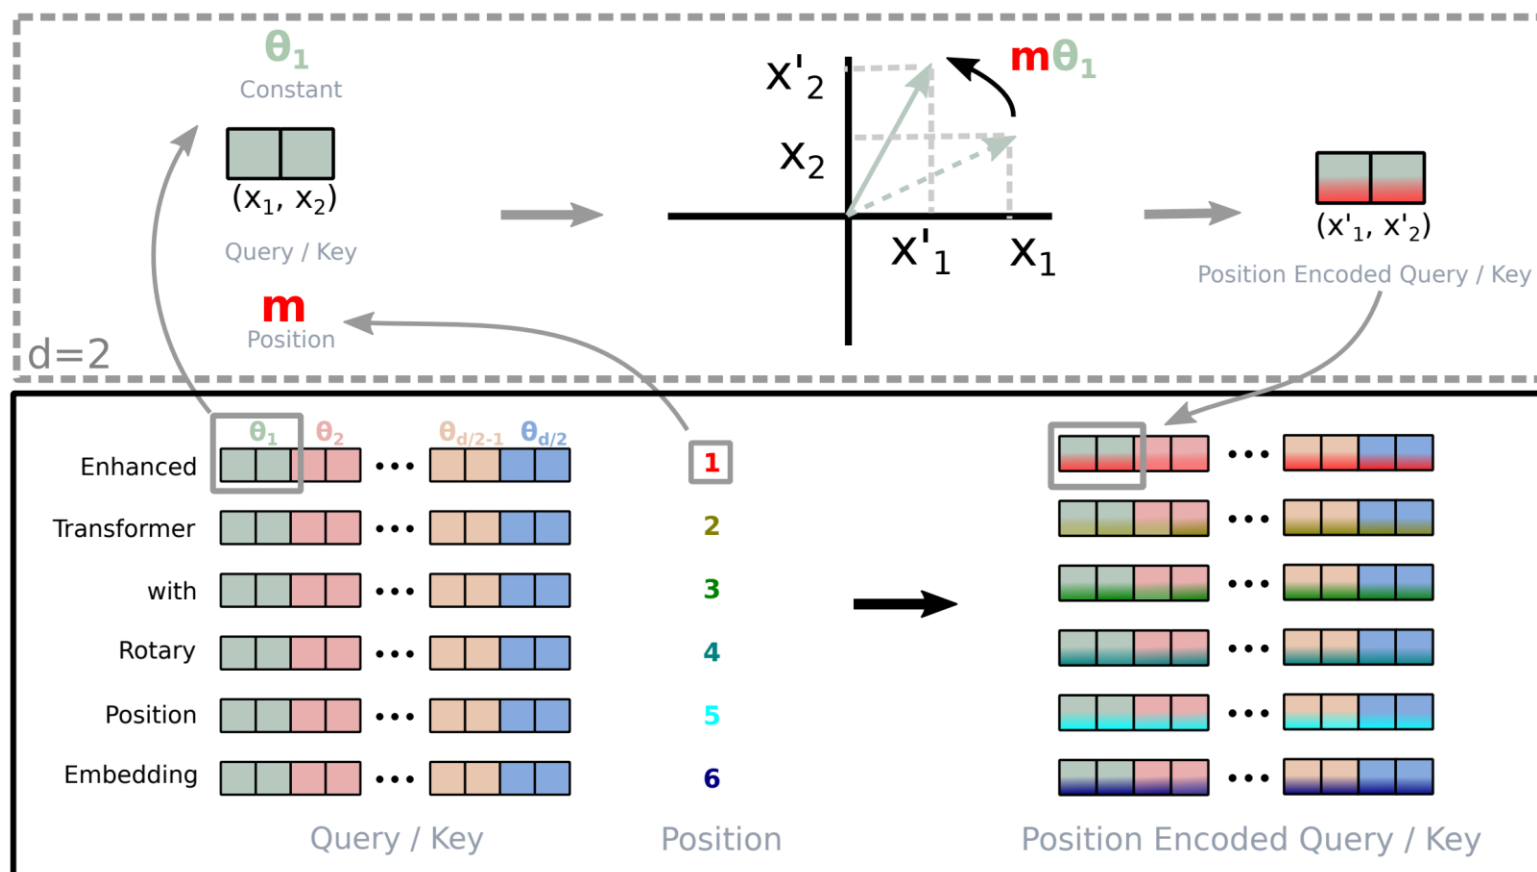 θ₁
Constant
(x₁, x₂)
Query / Key
m
Position
d=2
x'₂
x₂
x'₁
x₁
mθ₁
(x'₁, x'₂)
Position Encoded Query / Key
θ₁ θ₂ ••• θ_{d/2-1} θ_{d/2}
Enhanced ••• 1 •••
Transformer ••• 2 •••
with ••• 3 •••
Rotary ••• 4 •••
Position ••• 5 •••
Embedding ••• 6 •••
Query / Key
Position
Position Encoded Query / Key